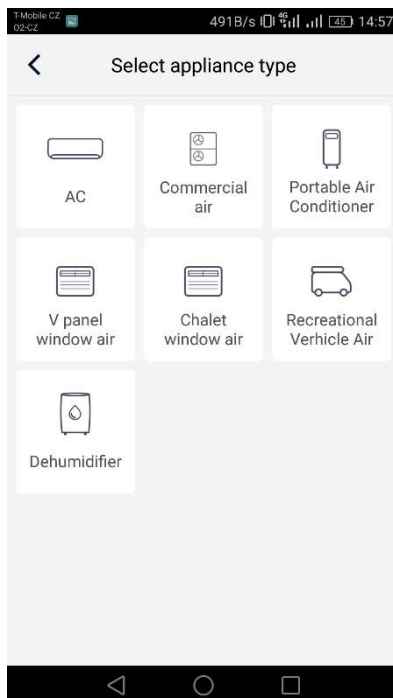 T-Mobile CZ
O2-CZ
491B/s 4G 45 14:57
Select appliance type
AC
Commercial
air
Portable Air
Conditioner
V panel
window air
Chalet
window air
Recreational
Verhicle Air
Dehumidifier